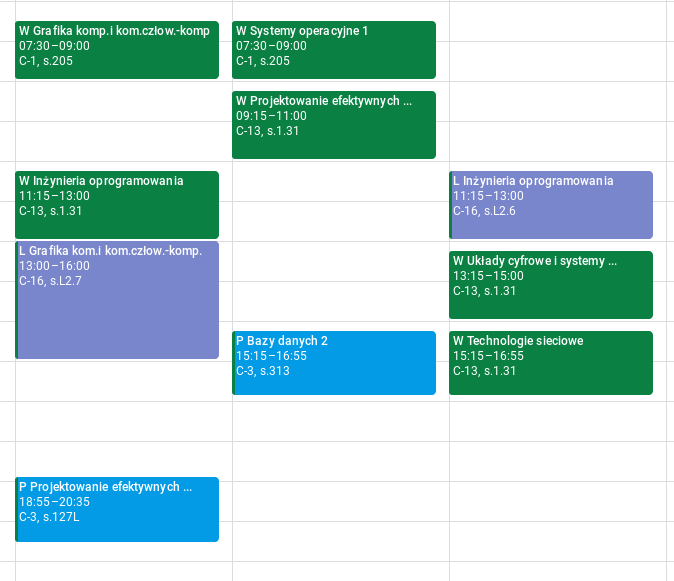 W Grafika komp.i kom.człow.-komp
07:30–09:00
C-1, s.205
W Inżynieria oprogramowania
11:15–13:00
C-13, s.1.31
L Grafika kom.i kom.człow.-komp.
13:00–16:00
C-16, s.L2.7
P Projektowanie efektywnych ...
18:55–20:35
C-3, s.127L
W Systemy operacyjne 1
07:30–09:00
C-1, s.205
W Projektowanie efektywnych ...
09:15–11:00
C-13, s.1.31
P Bazy danych 2
15:15–16:55
C-3, s.313
L Inżynieria oprogramowania
11:15–13:00
C-16, s.L2.6
W Układy cyfrowe i systemy ...
13:15–15:00
C-13, s.1.31
W Technologie sieciowe
15:15–16:55
C-13, s.1.31